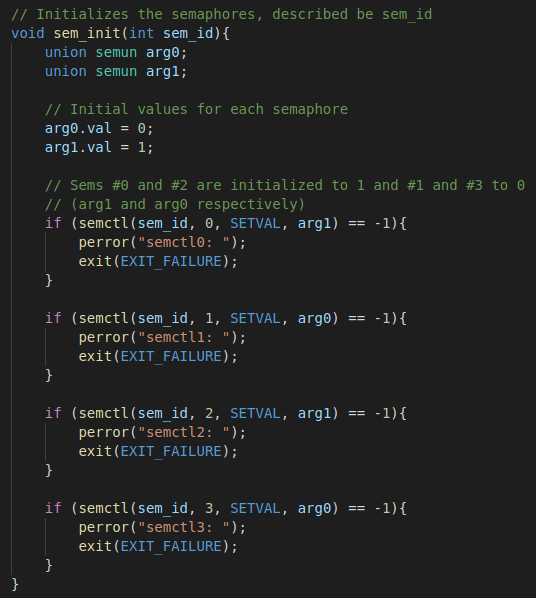 // Initializes the semaphores, described be sem_id
void sem_init(int sem_id){
    union semun arg0;
    union semun arg1;

    // Initial values for each semaphore
    arg0.val = 0;
    arg1.val = 1;

    // Sems #0 and #2 are initialized to 1 and #1 and #3 to 0
    // (arg1 and arg0 respectively)
    if (semctl(sem_id, 0, SETVAL, arg1) == -1){
        perror("semctl0: ");
        exit(EXIT_FAILURE);
    }

    if (semctl(sem_id, 1, SETVAL, arg0) == -1){
        perror("semctl1: ");
        exit(EXIT_FAILURE);
    }

    if (semctl(sem_id, 2, SETVAL, arg1) == -1){
        perror("semctl2: ");
        exit(EXIT_FAILURE);
    }

    if (semctl(sem_id, 3, SETVAL, arg0) == -1){
        perror("semctl3: ");
        exit(EXIT_FAILURE);
    }
}